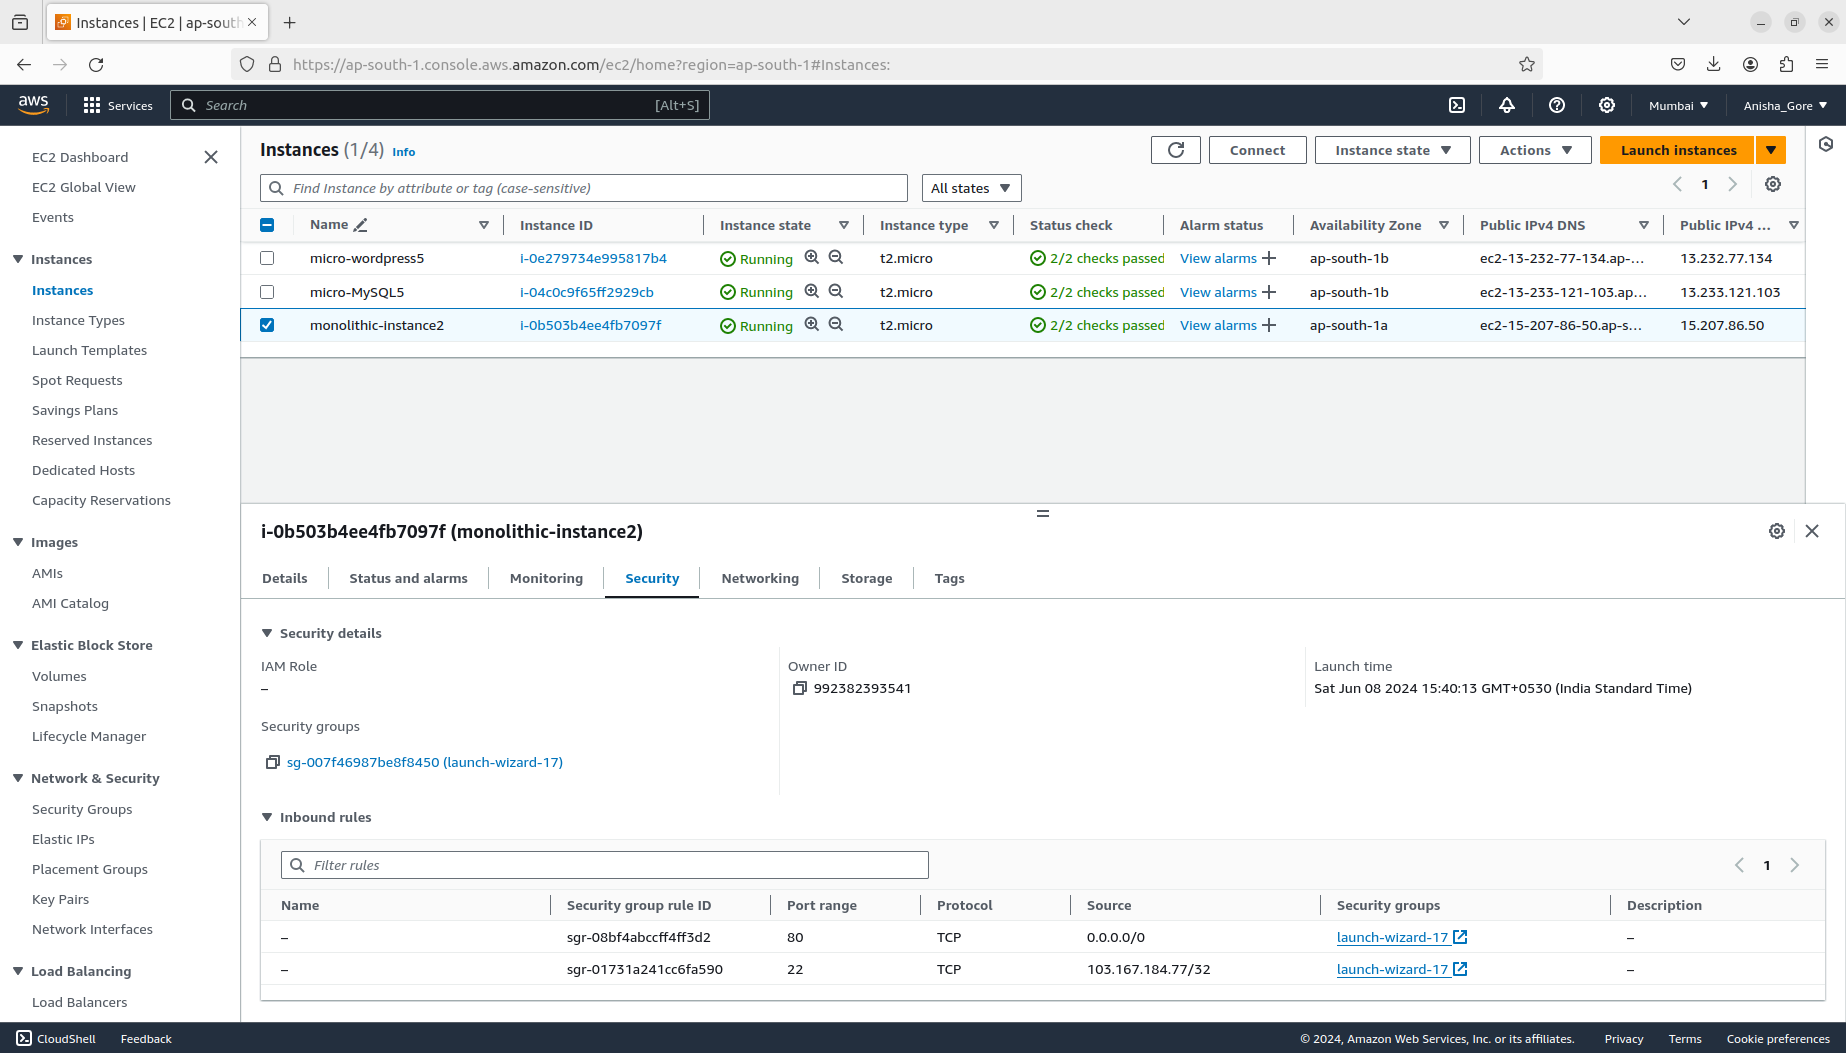 Instances | EC2 | ap-sout
https://ap-south-1.console.aws.amazon.com/ec2/home?region=ap-south-1#Instances:
aws
Services
Search
[Alt+S]
Mumbai
Anisha_Gore
EC2 Dashboard
EC2 Global View
Events
Instances
Instances
Instance Types
Launch Templates
Spot Requests
Savings Plans
Reserved Instances
Dedicated Hosts
Capacity Reservations
Images
AMIs
AMI Catalog
Elastic Block Store
Volumes
Snapshots
Lifecycle Manager
Network & Security
Security Groups
Elastic IPs
Placement Groups
Key Pairs
Network Interfaces
Load Balancing
Load Balancers
Instances (1/4) Info
Connect
Instance state
Actions
Launch instances
Find Instance by attribute or tag (case-sensitive)
All states
1
Name Instance ID Instance state Instance type Status check Alarm status Availability Zone Public IPv4 DNS Public IPv4 ...
micro-wordpress5 i-0e279734e995817b4 Running t2.micro 2/2 checks passed View alarms + ap-south-1b ec2-13-232-77-134.ap-... 13.232.77.134
micro-MySQL5 i-04c0c9f65ff2929cb Running t2.micro 2/2 checks passed View alarms + ap-south-1b ec2-13-233-121-103.ap... 13.233.121.103
monolithic-instance2 i-0b503b4ee4fb7097f Running t2.micro 2/2 checks passed View alarms + ap-south-1a ec2-15-207-86-50.ap-s... 15.207.86.50
i-0b503b4ee4fb7097f (monolithic-instance2)
Details Status and alarms Monitoring Security Networking Storage Tags
Security details
IAM Role
–
Owner ID
992382393541
Launch time
Sat Jun 08 2024 15:40:13 GMT+0530 (India Standard Time)
Security groups
sg-007f46987be8f8450 (launch-wizard-17)
Inbound rules
Filter rules
1
Name Security group rule ID Port range Protocol Source Security groups Description
– sgr-08bf4abccff4ff3d2 80 TCP 0.0.0.0/0 launch-wizard-17 –
– sgr-01731a241cc6fa590 22 TCP 103.167.184.77/32 launch-wizard-17 –
CloudShell Feedback © 2024, Amazon Web Services, Inc. or its affiliates. Privacy Terms Cookie preferences